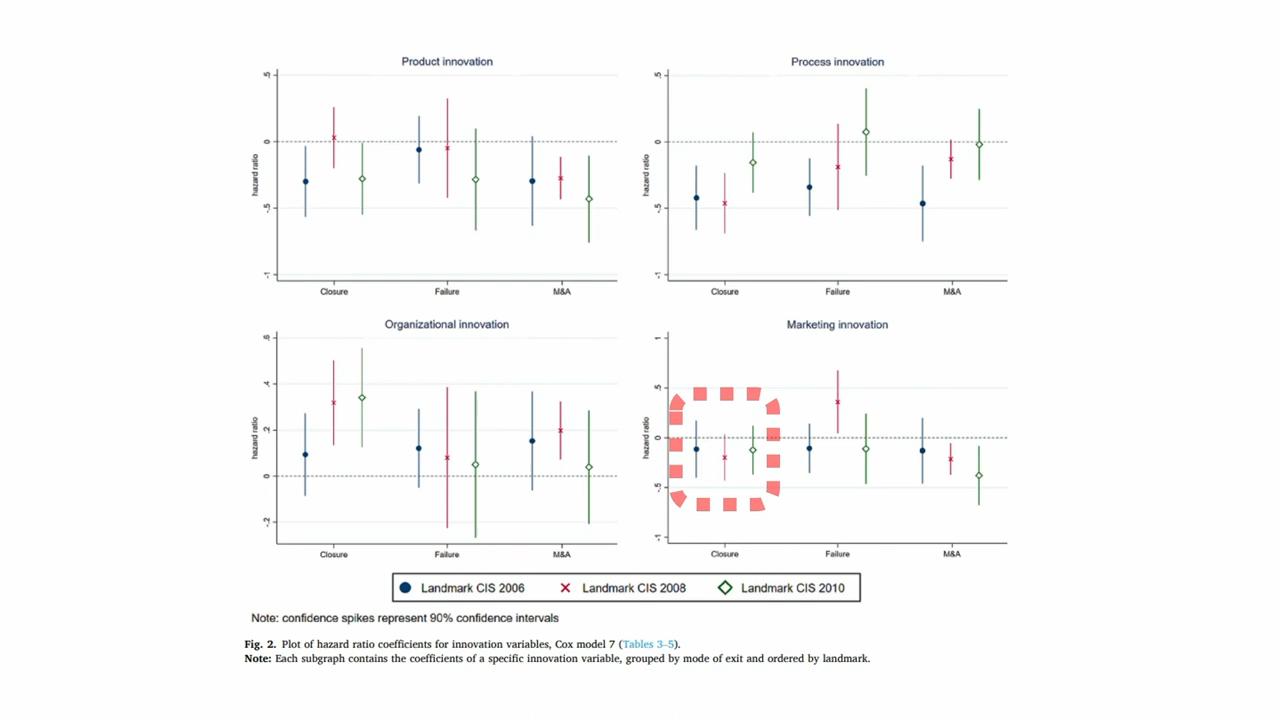 Product innovation
.5
0
-.5
-1
hazard ratio
Closure Failure M&A
Process innovation
.5
0
-.5
-1
hazard ratio
Closure Failure M&A
Organizational innovation
.6
.4
.2
0
-.2
hazard ratio
Closure Failure M&A
Marketing innovation
1
.5
0
-.5
-1
hazard ratio
Closure Failure M&A
Landmark CIS 2006 Landmark CIS 2008 Landmark CIS 2010
Note: confidence spikes represent 90% confidence intervals
Fig. 2. Plot of hazard ratio coefficients for innovation variables, Cox model 7 (Tables 3–5).
Note: Each subgraph contains the coefficients of a specific innovation variable, grouped by mode of exit and ordered by landmark.